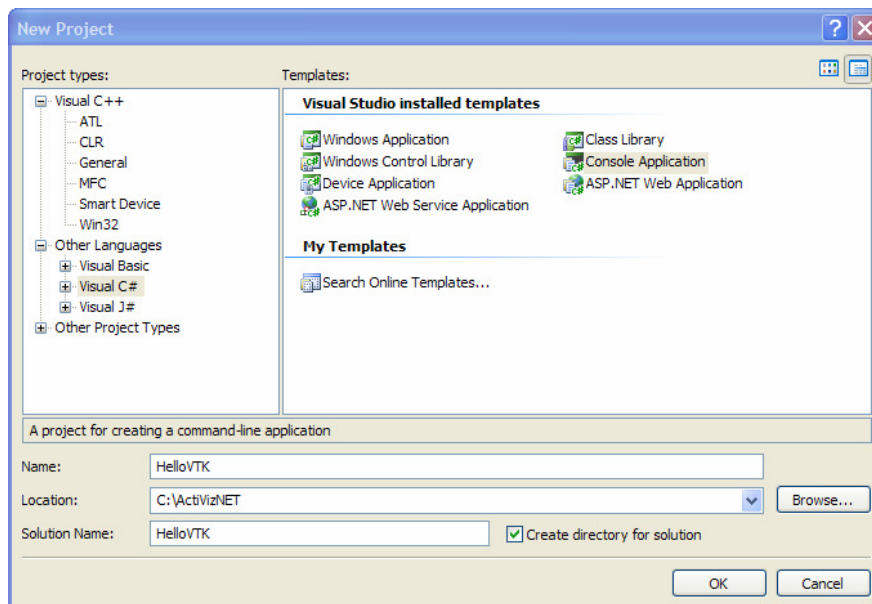 New Project
Project types:
Templates:
Visual C++
ATL
CLR
General
MFC
Smart Device
Win32
Other Languages
Visual Basic
Visual C#
Visual J#
Other Project Types
Visual Studio installed templates
Windows Application
Class Library
Windows Control Library
Console Application
Device Application
ASP.NET Web Application
ASP.NET Web Service Application
My Templates
Search Online Templates...
A project for creating a command-line application
Name:
HelloVTK
Location:
C:\ActiVizNET
Browse...
Solution Name:
HelloVTK
Create directory for solution
OK
Cancel